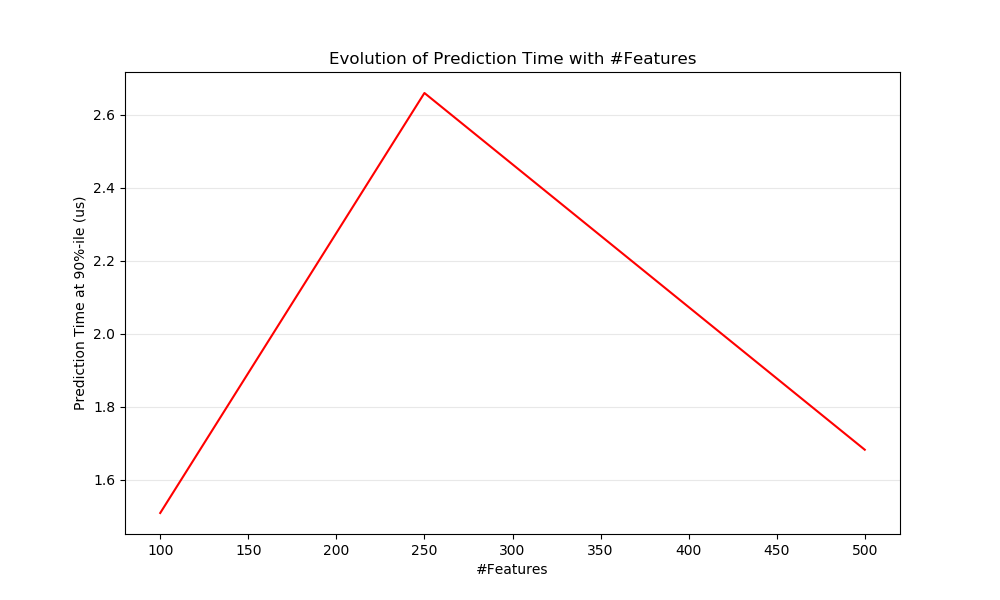 Evolution of Prediction Time with #Features
Prediction Time at 90%-ile (us)
2.6
2.4
2.2
2.0
1.8
1.6
100 150 200 250 300 350 400 450 500
#Features